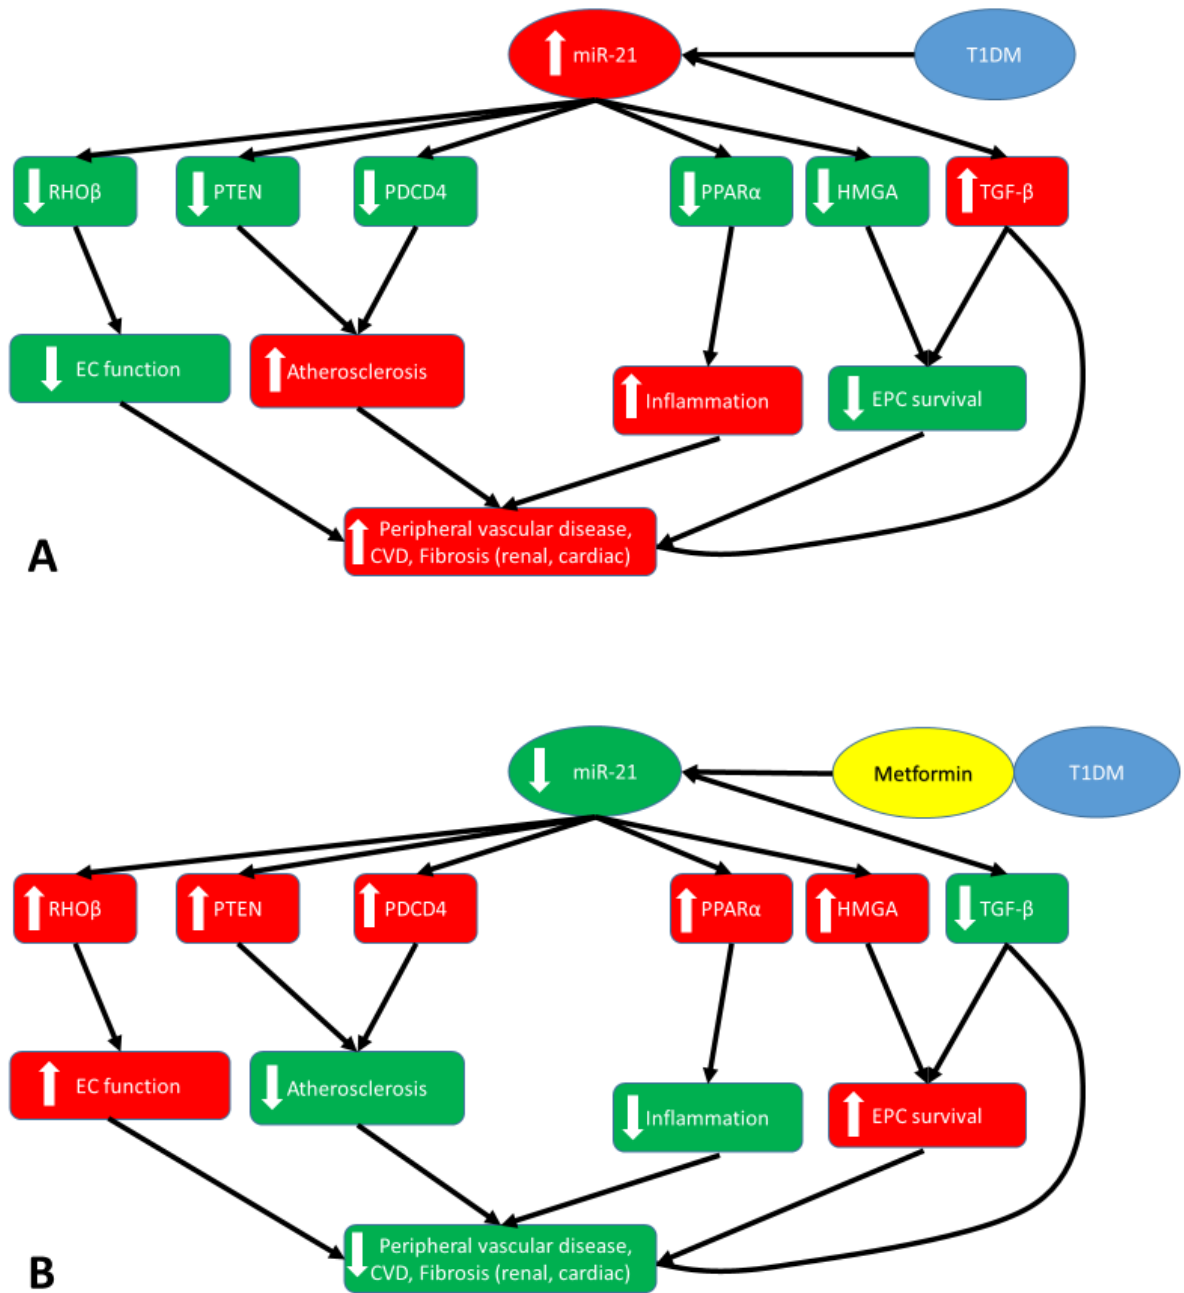 miR-21
T1DM
RHOβ
PTEN
PDCD4
PPARα
HMGA
TGF-β
EC function
Atherosclerosis
Inflammation
EPC survival
Peripheral vascular disease,
CVD, Fibrosis (renal, cardiac)
A
miR-21
Metformin
T1DM
RHOβ
PTEN
PDCD4
PPARα
HMGA
TGF-β
EC function
Atherosclerosis
Inflammation
EPC survival
Peripheral vascular disease,
CVD, Fibrosis (renal, cardiac)
B